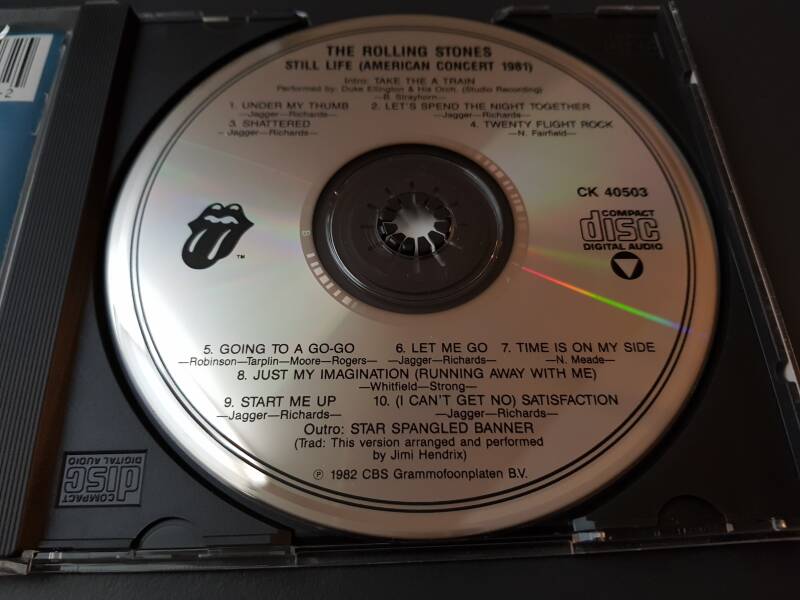 THE ROLLING STONES
STILL LIFE (AMERICAN CONCERT 1981)
Intro: TAKE THE A TRAIN
Performed by: Duke Ellington & His Orch. (Studio Recording)
—B. Strayhorn—
1. UNDER MY THUMB 2. LET'S SPEND THE NIGHT TOGETHER
—Jagger—Richards— —Jagger—Richards—
3. SHATTERED 4. TWENTY FLIGHT ROCK
—Jagger—Richards— —N. Fairfield—
CK 40503
COMPACT
disc
DIGITAL AUDIO
TM
5. GOING TO A GO-GO 6. LET ME GO 7. TIME IS ON MY SIDE
—Robinson—Tarplin—Moore—Rogers— —Jagger—Richards— —N. Meade—
8. JUST MY IMAGINATION (RUNNING AWAY WITH ME)
—Whitfield—Strong—
9. START ME UP 10. (I CAN'T GET NO) SATISFACTION
—Jagger—Richards— —Jagger—Richards—
Outro: STAR SPANGLED BANNER
(Trad: This version arranged and performed
by Jimi Hendrix)
℗ 1982 CBS Grammofoonplaten B.V.
COMPACT
disc
DIGITAL AUDIO